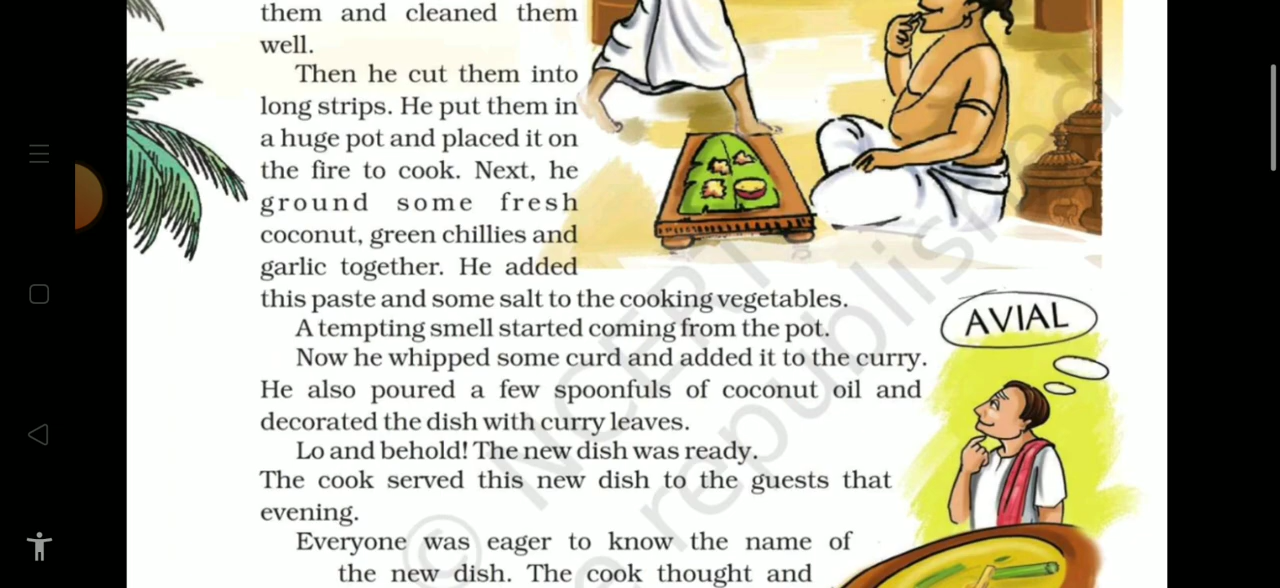 them and cleaned them
well.
Then he cut them into
long strips. He put them in
a huge pot and placed it on
the fire to cook. Next, he
ground some fresh
coconut, green chillies and
garlic together. He added
this paste and some salt to the cooking vegetables.
A tempting smell started coming from the pot.
Now he whipped some curd and added it to the curry.
He also poured a few spoonfuls of coconut oil and
decorated the dish with curry leaves.
Lo and behold! The new dish was ready.
The cook served this new dish to the guests that
evening.
Everyone was eager to know the name of
the new dish. The cook thought and
AVIAL
© NCERT
be republished